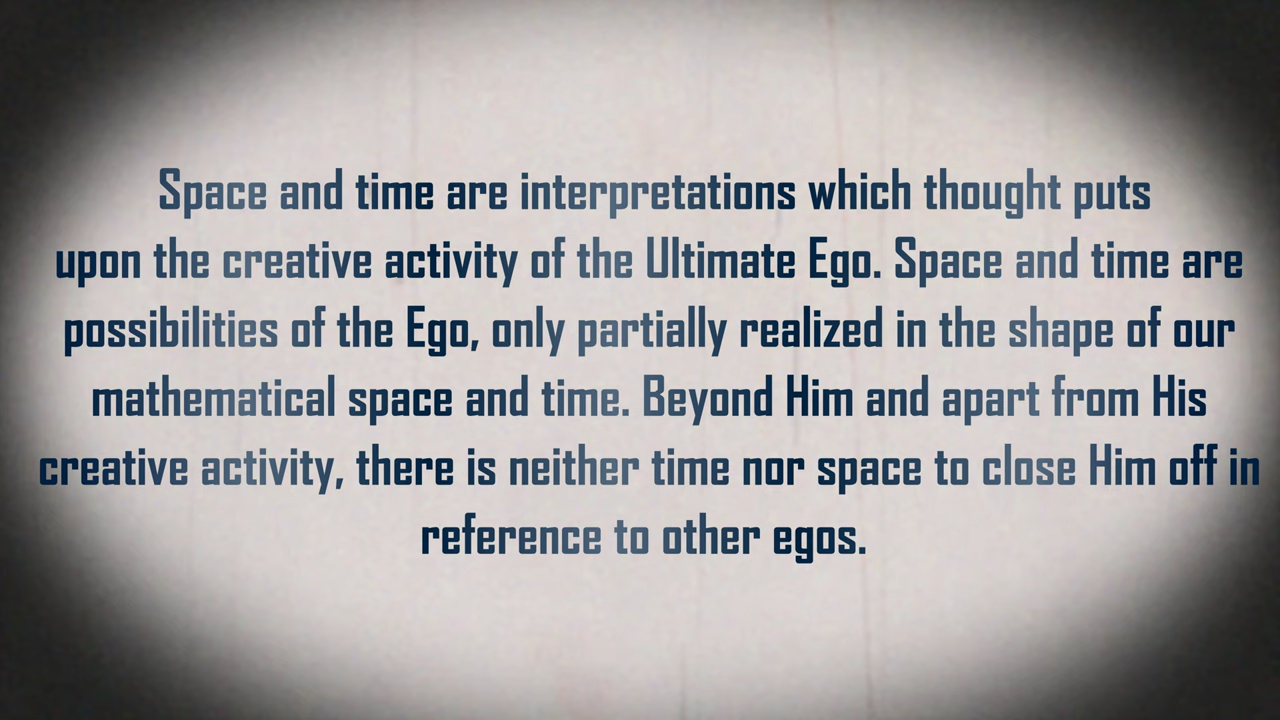 Space and time are interpretations which thought puts
upon the creative activity of the Ultimate Ego. Space and time are
possibilities of the Ego, only partially realized in the shape of our
mathematical space and time. Beyond Him and apart from His
creative activity, there is neither time nor space to close Him off in
reference to other egos.